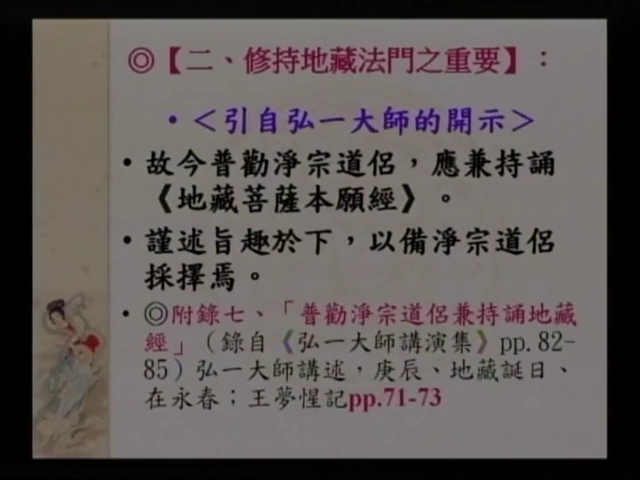 ◎【二、修持地藏法門之重要】：
•＜引自弘一大師的開示＞
•故今普勸淨宗道侶，應兼持誦
《地藏菩薩本願經》。
•謹述旨趣於下，以備淨宗道侶
採擇焉。
•◎附錄七、「普勸淨宗道侶兼持誦地藏
經」（錄自《弘一大師講演集》pp.82-
85）弘一大師講述，庚辰、地藏誕日、
在永春；王夢惺記pp.71-73